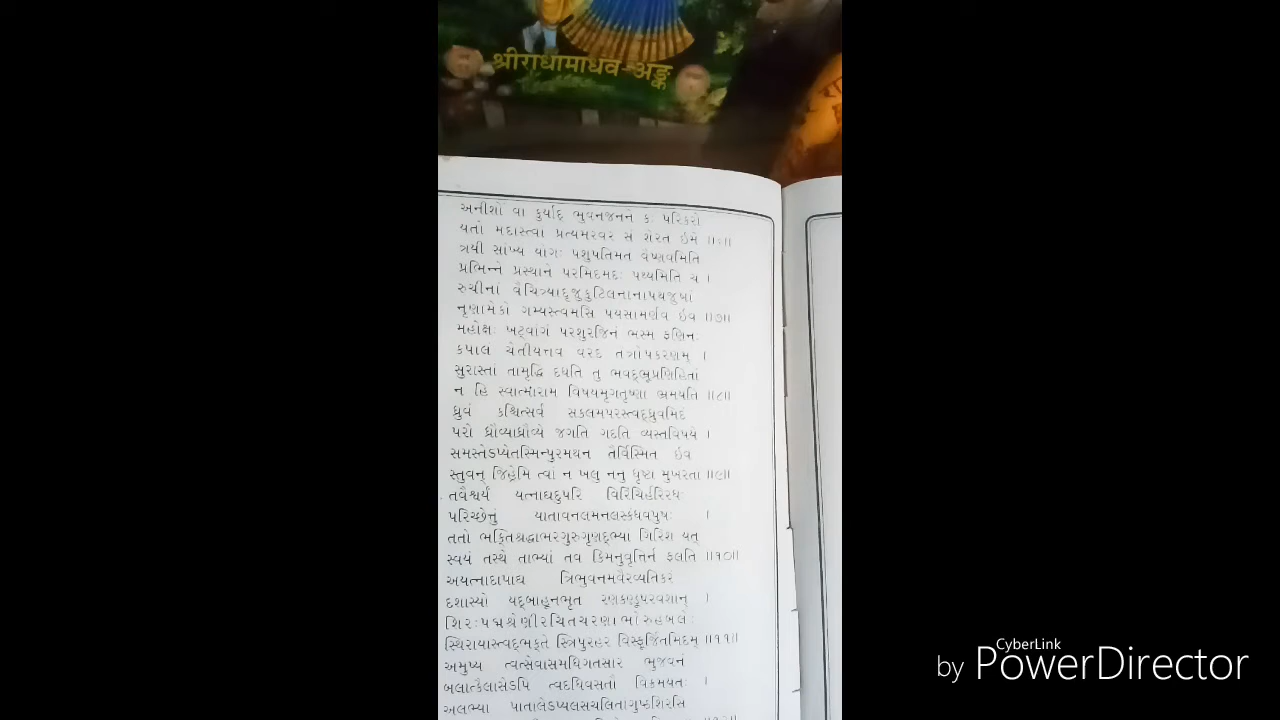 श्रीराधामाधव-अङ्क
અનીશો વા કુર્યાદ્ ભુવનજનને ક: પરિકરો
યતો મદાસ્ત્વા પ્રત્યમરવર સં શેરત ઇમે ॥૬॥
ત્રયી સાંખ્ય યોગઃ પશુપતિમત વૈષ્ણવમિતિ
પ્રભિન્ને પ્રસ્થાને પરમિદમદઃ પથ્યમિતિ ચ ।
રુચીનાં વૈચિત્ર્યાદૃજુકુટિલનાનાપથજુષાં
નૃણામેકો ગમ્યસ્ત્વમસિ પયસામર્ણવ ઇવ ॥૭॥
મહોક્ષઃ ખટ્વાંગં પરશુરજિનં ભસ્મ ફણિનઃ
કપાલ ચેતીયત્તવ વરદ તંત્રોપકરણમ્ ।
સુરાસ્તાં તામૃદ્ધિ દધતિ તુ ભવદ્ભ્રૂપ્રણિહિતાં
ન હિ સ્વાત્મારામ વિષયમૃગતૃષ્ણા ભ્રમયતિ ॥૮॥
ધ્રુવં કશ્ચિત્સર્વ સકલમપરસ્ત્વદ્ધ્રુવમિદં
પરો ધ્રૌવ્યાધ્રૌવ્યે જગતિ ગદતિ વ્યસ્તવિષયે ।
સમસ્તેઽપ્યેતસ્મિન્પુરમથન તૈર્વિસ્મિત ઇવ
સ્તુવન્ જિહ્રેમિ ત્વાં ન ખલુ નનુ ધૃષ્ટા મુખરતા ॥૯॥
તવૈશ્વર્યં યત્નાદ્યદુપરિ વિરિંચિર્હરિરધઃ
પરિચ્છેત્તું યાતાવનલમનલસ્કંધવપુષઃ ।
તતો ભક્તિશ્રદ્ધાભરગુરુગૃણદ્ભ્યા ગિરિશ યત્
સ્વયં તસ્થે તાભ્યાં તવ કિમનુવૃત્તિર્ન ફલતિ ॥૧૦॥
અયત્નાદાપાદ્ય ત્રિભુવનમવૈરવ્યતિકરં
દશાસ્યો યદ્બાહૂનભૃત રણકણ્ડૂપરવશાન્ ।
શિરઃપદ્મશ્રેણીરચિતચરણાંભોરુહબલેઃ
સ્થિરાયાસ્ત્વદ્ભક્તે સ્ત્રિપુરહર વિસ્ફૂર્જિતમિદમ્ ॥૧૧॥
અમુષ્ય ત્વત્સેવાસમધિગતસારં ભુજવનં
બલાત્કૈલાસેઽપિ ત્વદધિવસતૌ વિક્રમયતઃ ।
અલભ્યા પાતાલેઽપ્યલસચલિતાંગુષ્ઠશિરસિ
CyberLink
by PowerDirector